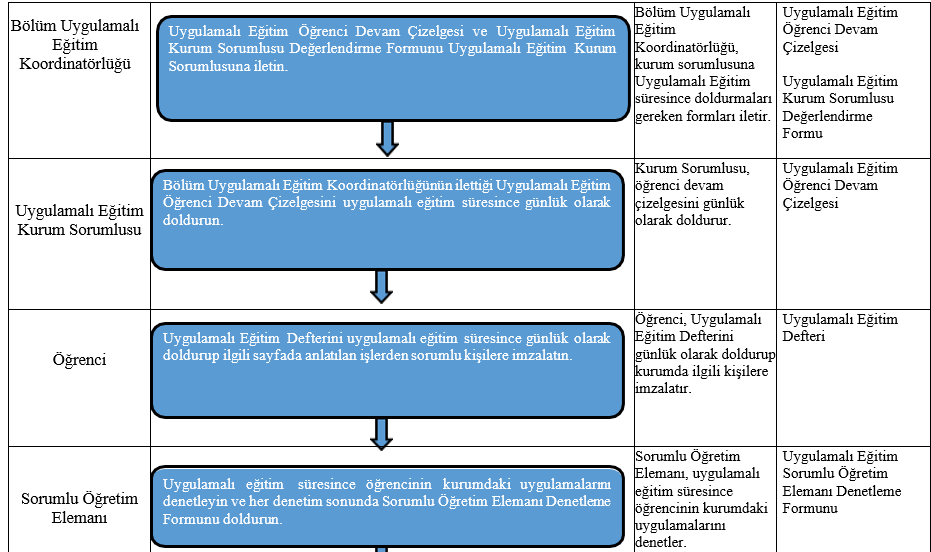 Bölüm Uygulamalı
Eğitim
Koordinatörlüğü
Uygulamalı Eğitim Öğrenci Devam Çizelgesi ve Uygulamalı Eğitim
Kurum Sorumlusu Değerlendirme Formunu Uygulamalı Eğitim Kurum
Sorumlusuna iletin.
Bölüm Uygulamalı
Eğitim
Koordinatörlüğü,
kurum sorumlusuna
Uygulamalı Eğitim
süresince doldurmaları
gereken formları iletir.
Uygulamalı Eğitim
Öğrenci Devam
Çizelgesi
Uygulamalı Eğitim
Kurum Sorumlusu
Değerlendirme
Formu
Uygulamalı Eğitim
Kurum Sorumlusu
Bölüm Uygulamalı Eğitim Koordinatörlüğünün ilettiği Uygulamalı Eğitim
Öğrenci Devam Çizelgesini uygulamalı eğitim süresince günlük olarak
doldurun.
Kurum Sorumlusu,
öğrenci devam
çizelgesini günlük
olarak doldurur.
Uygulamalı Eğitim
Öğrenci Devam
Çizelgesi
Öğrenci
Uygulamalı Eğitim Defterini uygulamalı eğitim süresince günlük olarak
doldurup ilgili sayfada anlatılan işlerden sorumlu kişilere imzalatın.
Öğrenci, Uygulamalı
Eğitim Defterini
günlük olarak doldurup
kurumda ilgili kişilere
imzalatır.
Uygulamalı Eğitim
Defteri
Sorumlu Öğretim
Elemanı
Uygulamalı eğitim süresince öğrencinin kurumdaki uygulamalarını
denetleyin ve her denetim sonunda Sorumlu Öğretim Elemanı Denetleme
Formunu doldurun.
Sorumlu Öğretim
Elemanı, uygulamalı
eğitim süresince
öğrencinin kurumdaki
uygulamalarını
denetler.
Uygulamalı Eğitim
Sorumlu Öğretim
Elemanı Denetleme
Formunu